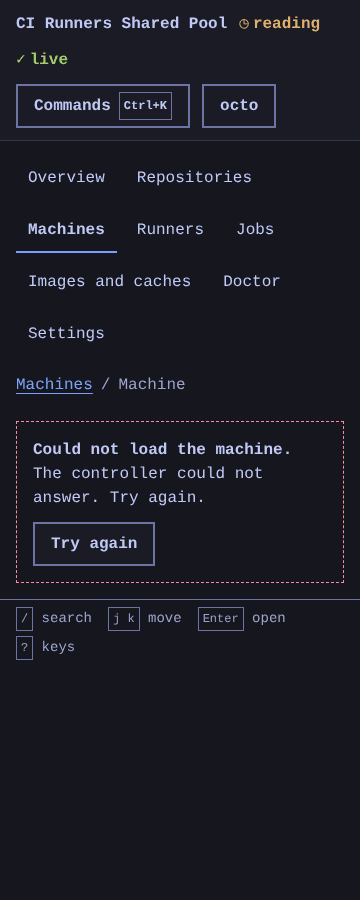 CI Runners Shared Pool ◷ reading
✓ live
Commands Ctrl+K octo
Overview Repositories
Machines Runners Jobs
Images and caches Doctor
Settings
Machines / Machine
Could not load the machine.
The controller could not
answer. Try again.
Try again
/ search j k move Enter open
? keys